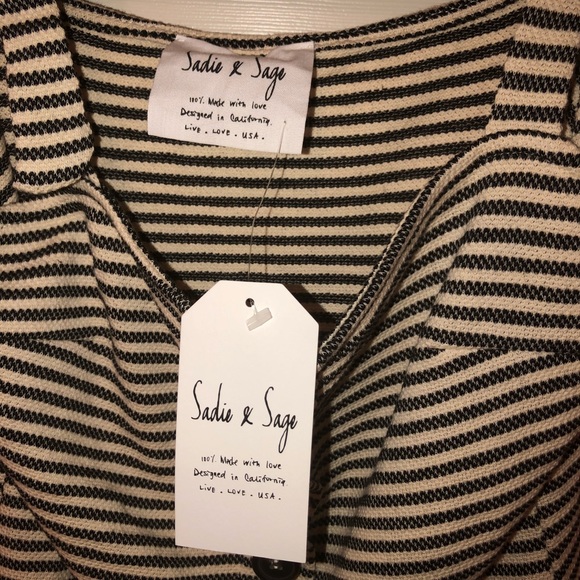 Sadie & Sage
100% Made with love
Designed in California.
LIVE. LOVE. USA.
Sadie & Sage
100% Made with love
Designed in California
LIVE. LOVE. USA.